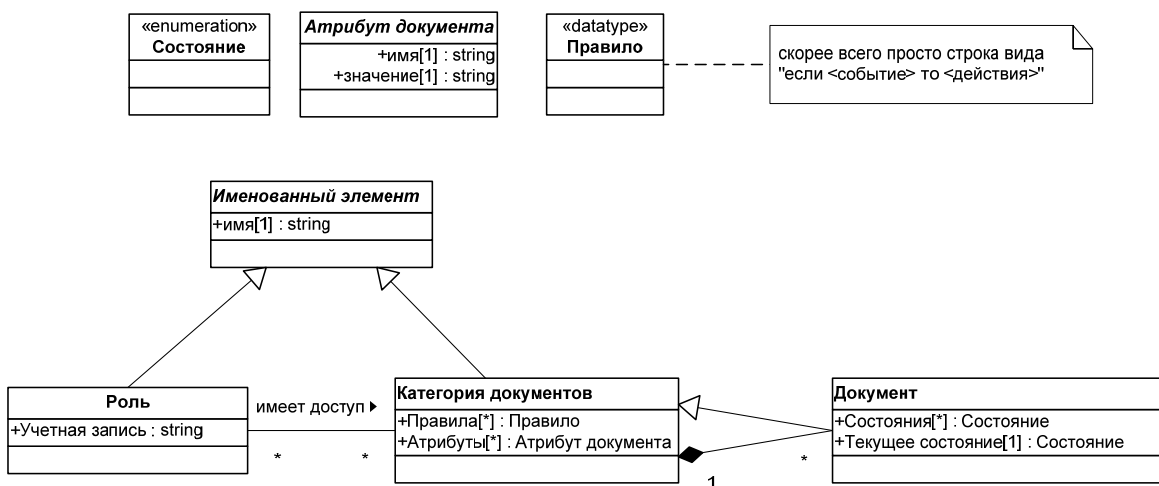 «enumeration»
Состояние
Атрибут документа
+имя[1] : string
+значение[1] : string
«datatype»
Правило
скорее всего просто строка вида
"если <событие> то <действия>"
Именованный элемент
+имя[1] : string
Роль
+Учетная запись : string
имеет доступ
*
*
Категория документов
+Правила[*] : Правило
+Атрибуты[*] : Атрибут документа
1
*
Документ
+Состояния[*] : Состояние
+Текущее состояние[1] : Состояние